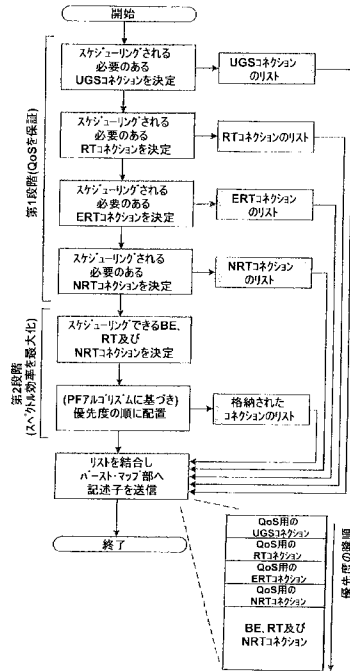 開始
スケジューリングされる
必要のある
UGSコネクションを決定
UGSコネクション
のリスト
スケジューリングされる
必要のある
RTコネクションを決定
RTコネクションのリスト
スケジューリングされる
必要のある
ERTコネクションを決定
ERTコネクション
のリスト
スケジューリングされる
必要のある
NRTコネクションを決定
NRTコネクション
のリスト
第1段階(QoSを保証)
スケジューリングできるBE、
RT及び
NRTコネクションを決定
(PFアルゴリズムに基づき)
優先度の順に配置
格納された
コネクションのリスト
第2段階
(スペクトル効率を最大化)
リストを結合し
バースト・マップ部へ
記述子を送信
終了
QoS用の
UGSコネクション
QoS用の
RTコネクション
QoS用の
ERTコネクション
QoS用の
NRTコネクション
BE、RT及び
NRTコネクション
優先度の降順